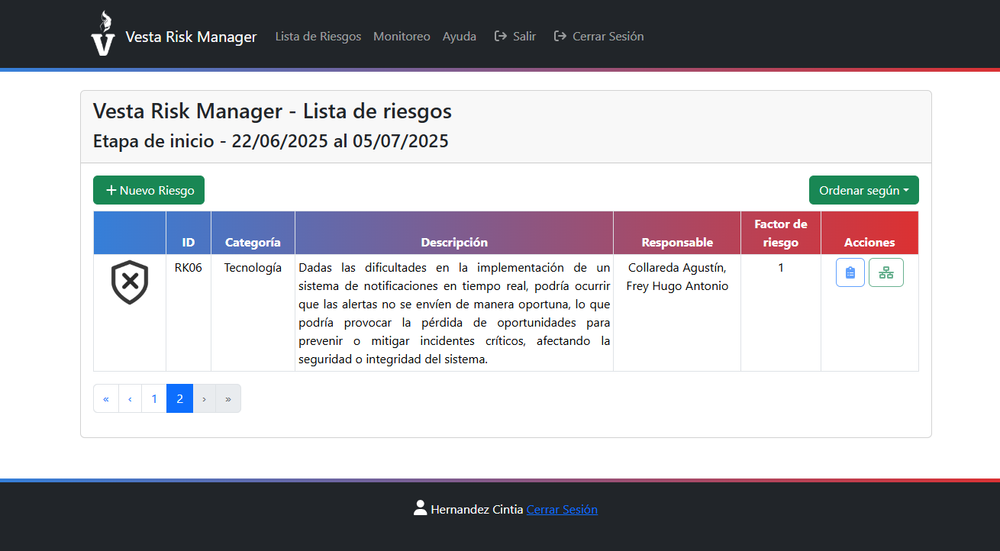 Vesta Risk Manager Lista de Riesgos Monitoreo Ayuda Salir Cerrar Sesión
Vesta Risk Manager - Lista de riesgos
Etapa de inicio - 22/06/2025 al 05/07/2025
+ Nuevo Riesgo
Ordenar según
ID Categoría Descripción Responsable Factor de riesgo Acciones
RK06
Tecnología
Dadas las dificultades en la implementación de un
sistema de notificaciones en tiempo real, podría ocurrir
que las alertas no se envíen de manera oportuna, lo que
podría provocar la pérdida de oportunidades para
prevenir o mitigar incidentes críticos, afectando la
seguridad o integridad del sistema.
Collareda Agustín,
Frey Hugo Antonio
1
« ‹ 1 2 › »
Hernandez Cintia Cerrar Sesión